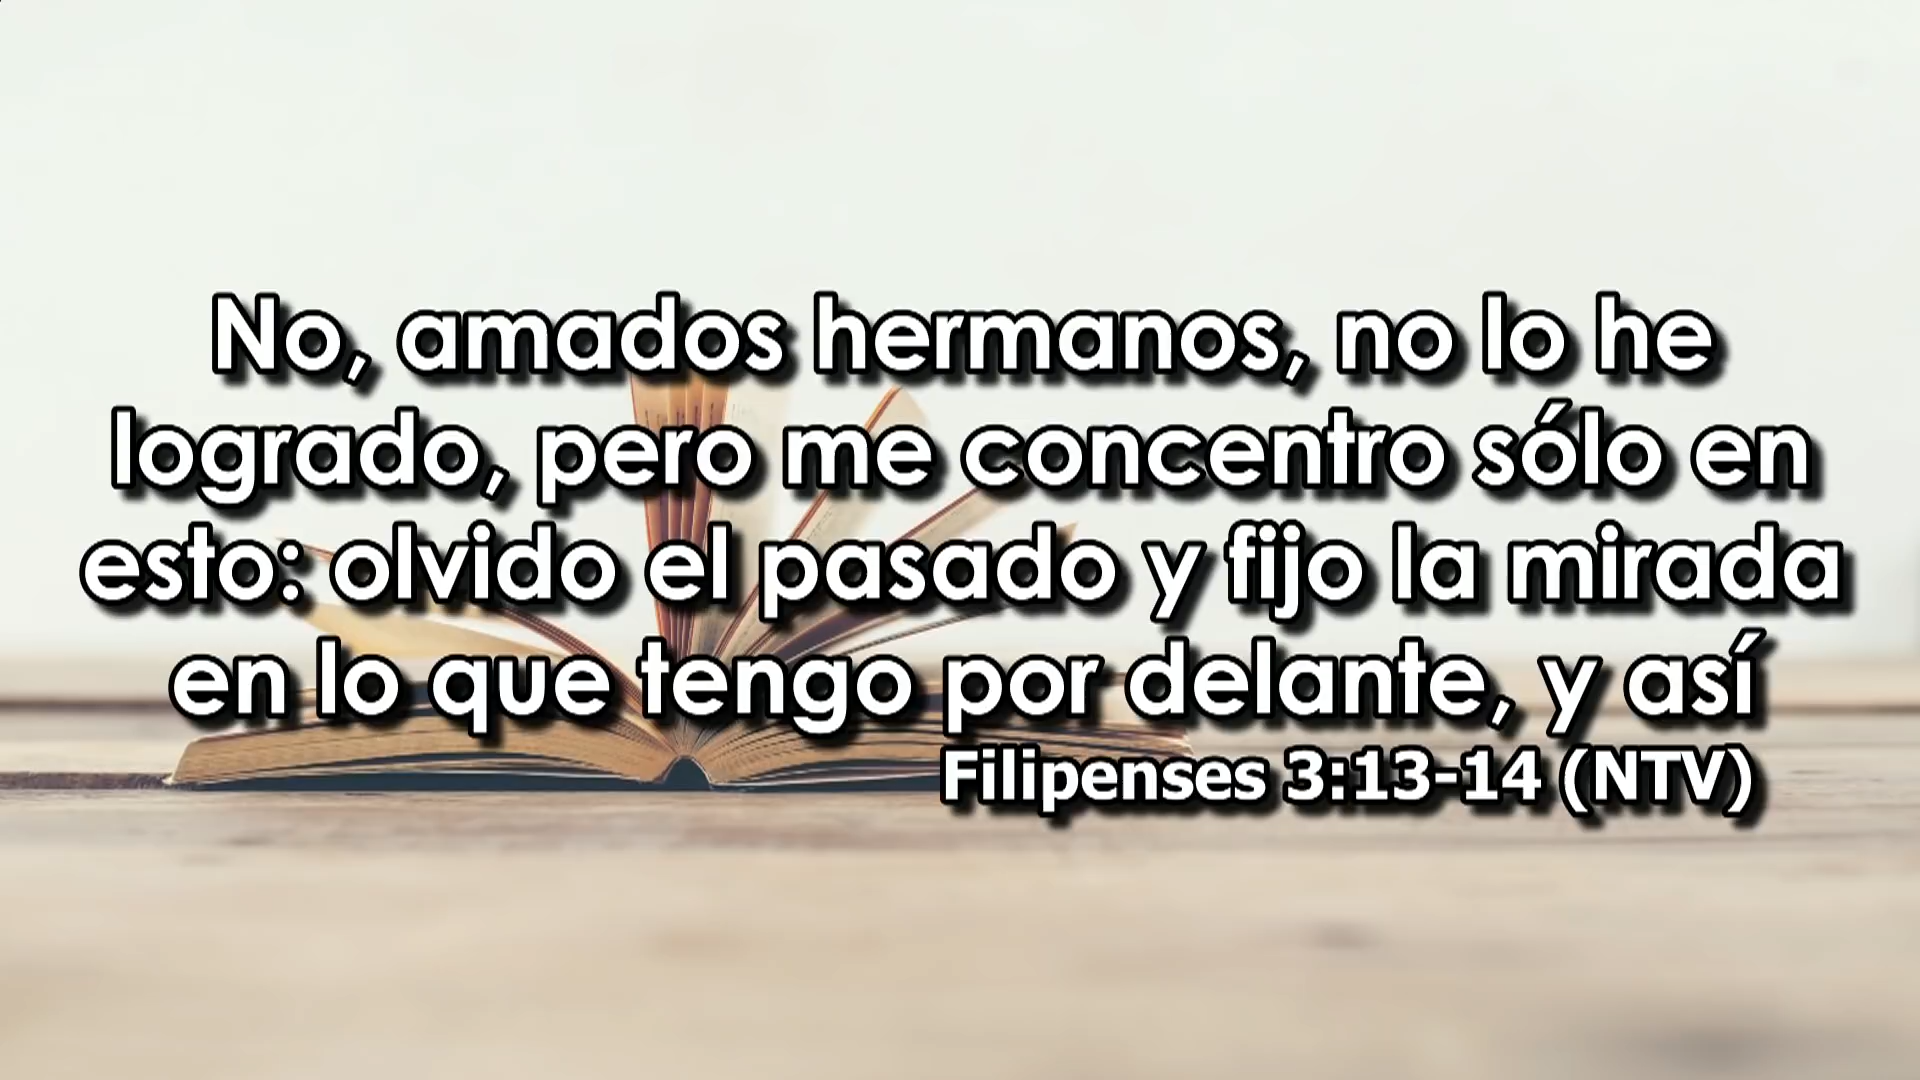 No, amados hermanos, no lo he
logrado, pero me concentro sólo en
esto: olvido el pasado y fijo la mirada
en lo que tengo por delante, y así
Filipenses 3:13-14 (NTV)